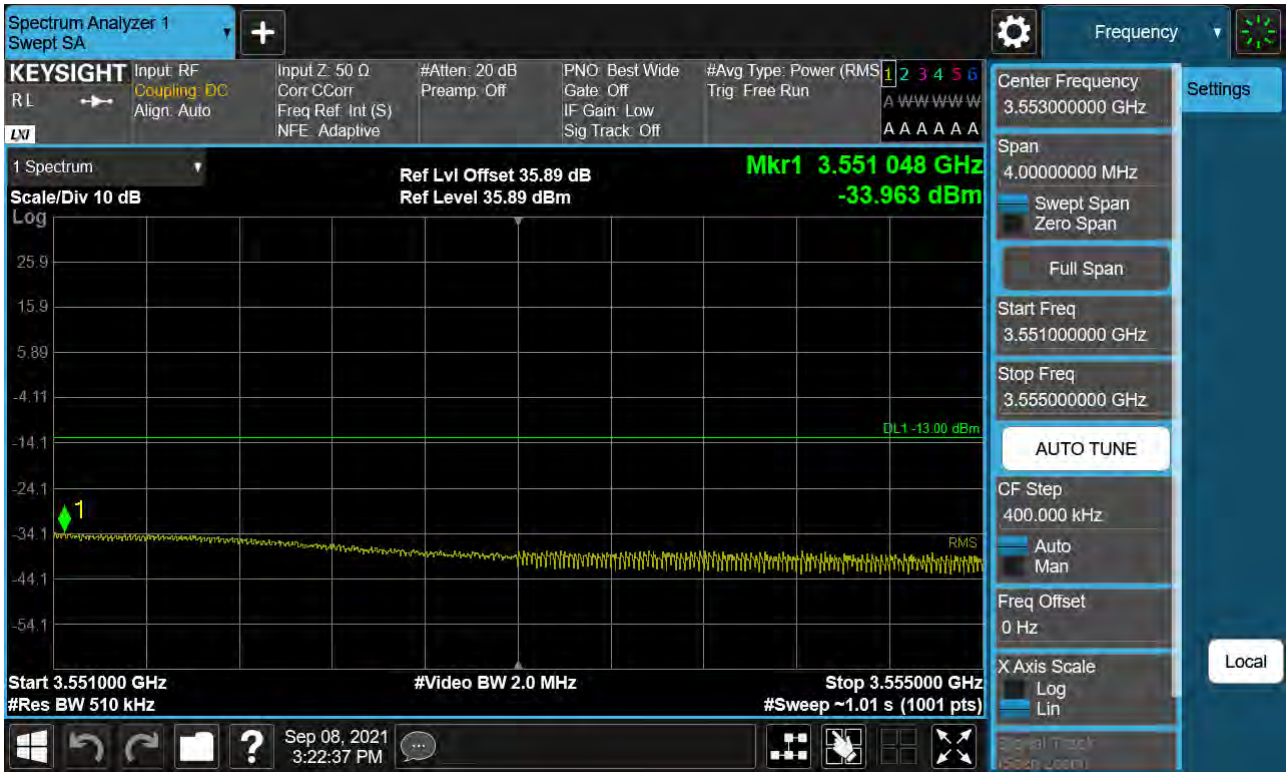 Spectrum Analyzer 1
Swept SA
+
Frequency
KEYSIGHT
RL
LXI
Input: RF
Coupling: DC
Align: Auto
Input Z: 50 Ω
Corr CCorr
Freq Ref: Int (S)
NFE: Adaptive
#Atten: 20 dB
Preamp: Off
PNO: Best Wide
Gate: Off
IF Gain: Low
Sig Track: Off
#Avg Type: Power (RMS
Trig: Free Run
1 2 3 4 5 6
A W W W W W
A A A A A A
1 Spectrum
Scale/Div 10 dB
Log
Ref Lvl Offset 35.89 dB
Ref Level 35.89 dBm
Mkr1 3.551 048 GHz
-33.963 dBm
25.9
15.9
5.89
-4.11
-14.1
-24.1
-34.1
-44.1
-54.1
DL1 -13.00 dBm
1
RMS
Start 3.551000 GHz
#Res BW 510 kHz
#Video BW 2.0 MHz
Stop 3.555000 GHz
#Sweep ~1.01 s (1001 pts)
Center Frequency
3.553000000 GHz
Span
4.00000000 MHz
Swept Span
Zero Span
Full Span
Start Freq
3.551000000 GHz
Stop Freq
3.555000000 GHz
AUTO TUNE
CF Step
400.000 kHz
Auto
Man
Freq Offset
0 Hz
X Axis Scale
Log
Lin
Signal Track
(Span Zoom)
Settings
Local
?
Sep 08, 2021
3:22:37 PM